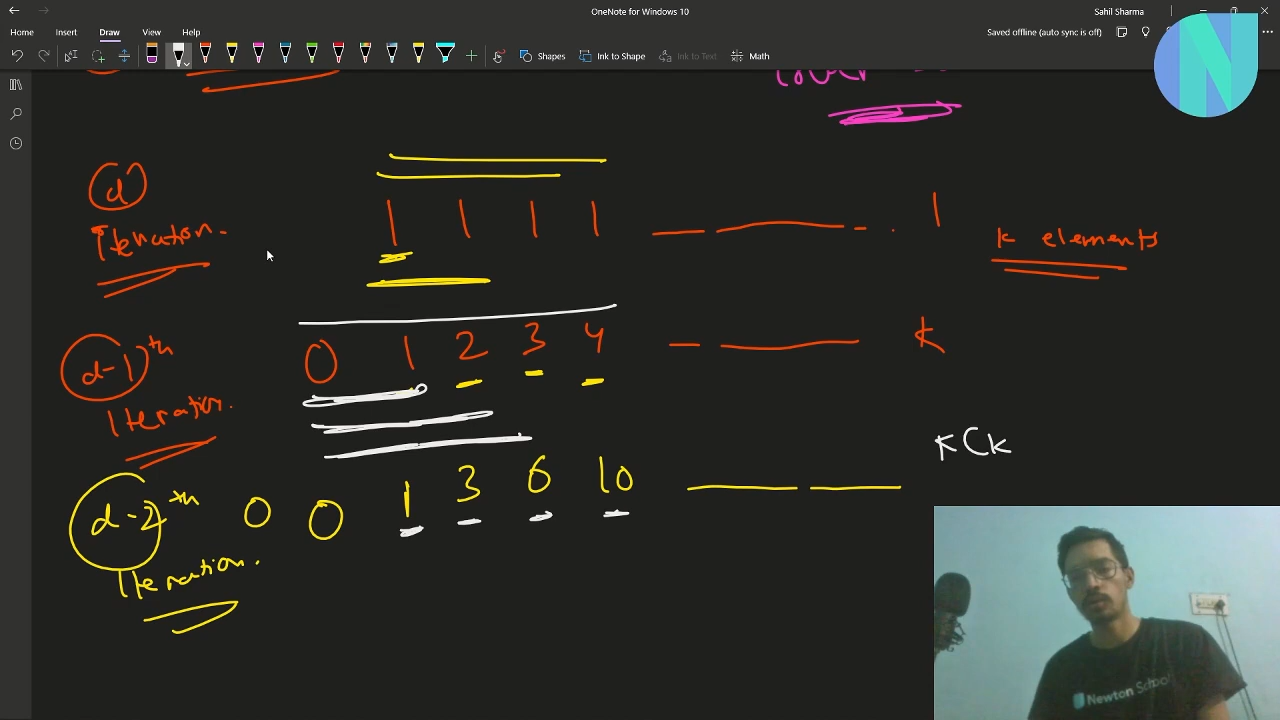 OneNote for Windows 10
Sahil Sharma
Home Insert Draw View Help
Saved offline (auto sync is off)
Shapes Ink to Shape Ink to Text Math
d
Iteration.
1 1 1 1 1
k elements
d-1 th
Iteration.
0 1 2 3 4 K
KCK
d-2 th
Iteration.
0 0 1 3 6 10
Newton School